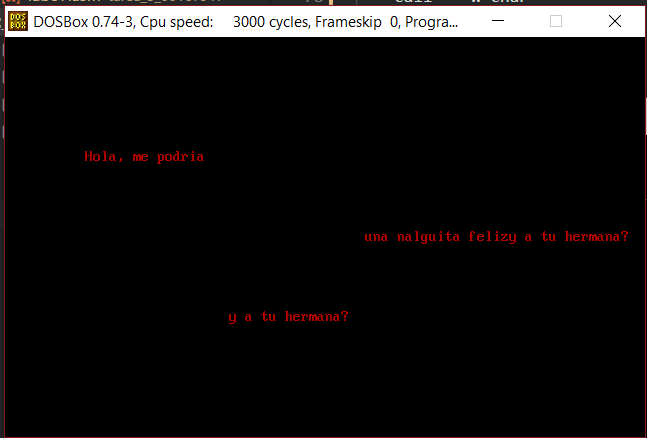 DOSBox 0.74-3, Cpu speed:    3000 cycles, Frameskip  0, Progra...
Hola, me podria
una nalguita felizy a tu hermana?
y a tu hermana?